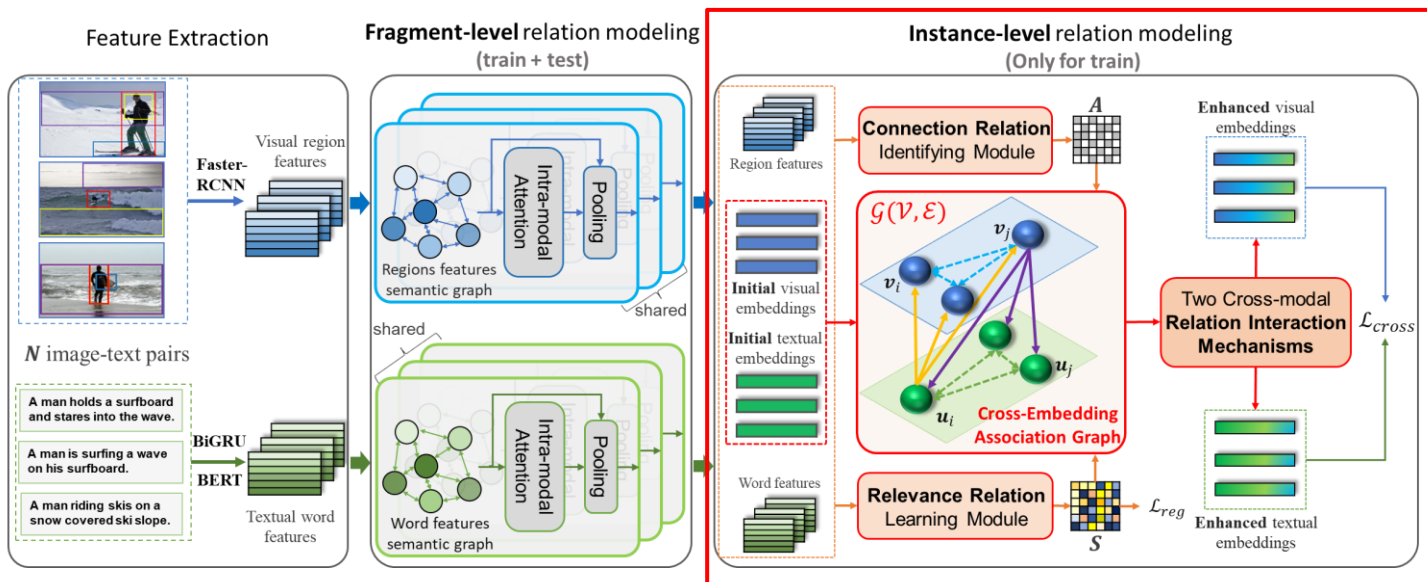 Feature Extraction
Faster-
RCNN
Visual region
features
N image-text pairs
A man holds a surfboard
and stares into the wave.
A man is surfing a wave
on his surfboard.
A man riding skis on a
snow covered ski slope.
BiGRU
BERT
Textual word
features
Fragment-level relation modeling
(train + test)
Intra-modal
Attention
Pooling
Regions features
semantic graph
shared
shared
Intra-modal
Attention
Pooling
Word features
semantic graph
Instance-level relation modeling
(Only for train)
Region features
Connection Relation
Identifying Module
A
Initial visual
embeddings
Initial textual
embeddings
G(V, E)
v_j
v_i
u_j
u_i
Cross-Embedding
Association Graph
Word features
Relevance Relation
Learning Module
S
L_reg
Enhanced visual
embeddings
Two Cross-modal
Relation Interaction
Mechanisms
L_cross
Enhanced textual
embeddings